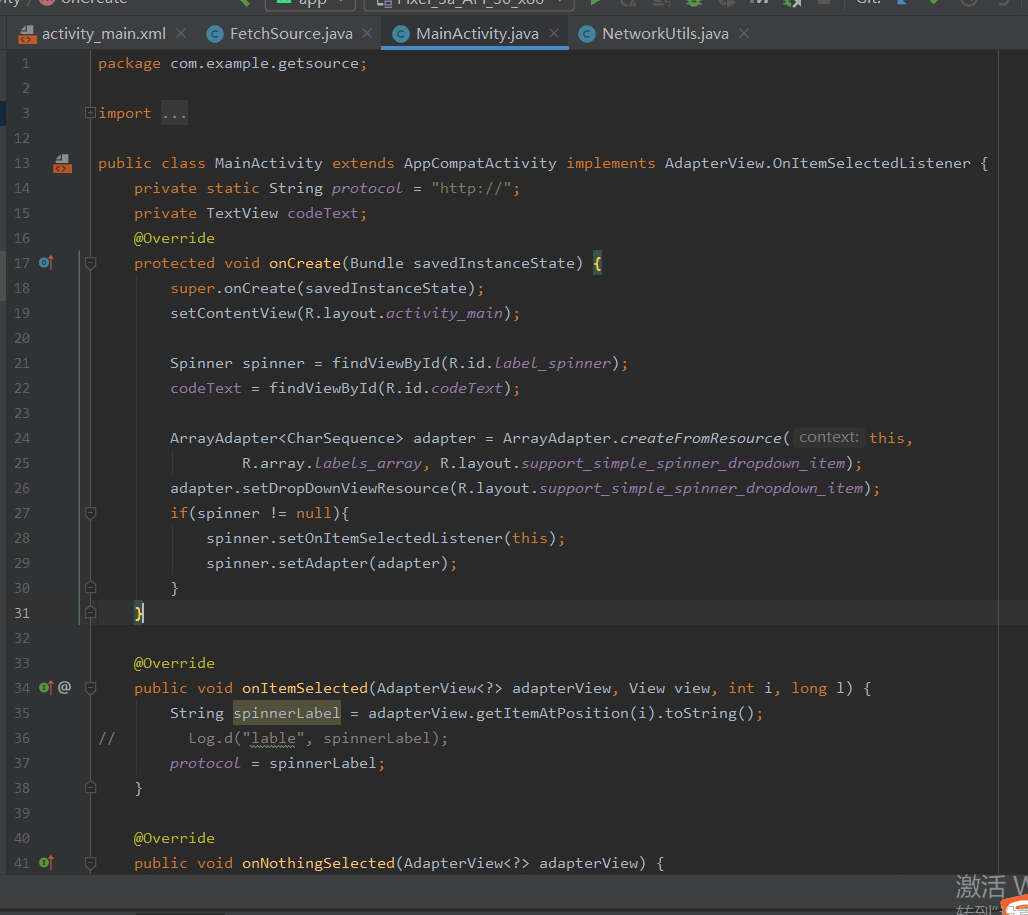 app
Git:
activity_main.xml FetchSource.java MainActivity.java NetworkUtils.java
1 package com.example.getsource;
2
3 import ...
12
13 public class MainActivity extends AppCompatActivity implements AdapterView.OnItemSelectedListener {
14 private static String protocol = "http://";
15 private TextView codeText;
16 @Override
17 protected void onCreate(Bundle savedInstanceState) {
18 super.onCreate(savedInstanceState);
19 setContentView(R.layout.activity_main);
20
21 Spinner spinner = findViewById(R.id.label_spinner);
22 codeText = findViewById(R.id.codeText);
23
24 ArrayAdapter<CharSequence> adapter = ArrayAdapter.createFromResource( context: this,
25 R.array.labels_array, R.layout.support_simple_spinner_dropdown_item);
26 adapter.setDropDownViewResource(R.layout.support_simple_spinner_dropdown_item);
27 if(spinner != null){
28 spinner.setOnItemSelectedListener(this);
29 spinner.setAdapter(adapter);
30 }
31 }
32
33 @Override
34 public void onItemSelected(AdapterView<?> adapterView, View view, int i, long l) {
35 String spinnerLabel = adapterView.getItemAtPosition(i).toString();
36 // Log.d("lable", spinnerLabel);
37 protocol = spinnerLabel;
38 }
39
40 @Override
41 public void onNothingSelected(AdapterView<?> adapterView) {
激活 W